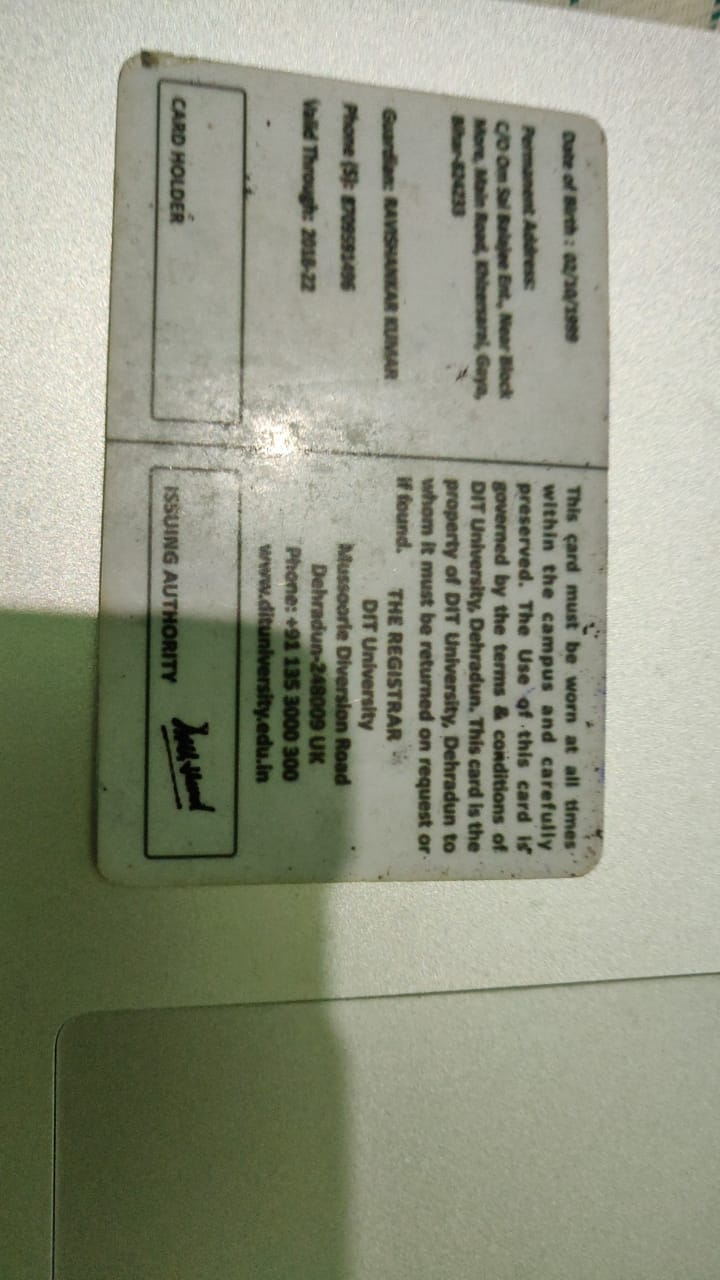 Date of Birth : 02/10/1999
Permanent Address:
C/O Om Sai Balajee Ent., Near Block
More, Main Road, Gaya,
Bihar-824233
Guardian: RAVISHANKAR KUMAR
Phone (S): 8709591496
Valid Through: 2018-22
CARD HOLDER
This card must be worn at all times
within the campus and carefully
preserved. The Use of this card is
governed by the terms & conditions of
DIT University, Dehradun. This card is the
property of DIT University, Dehradun to
whom it must be returned on request or
if found.
THE REGISTRAR
DIT University
Mussoorie Diversion Road
Dehradun-248009 UK
Phone: +91 135 3000 300
www.dituniversity.edu.in
ISSUING AUTHORITY